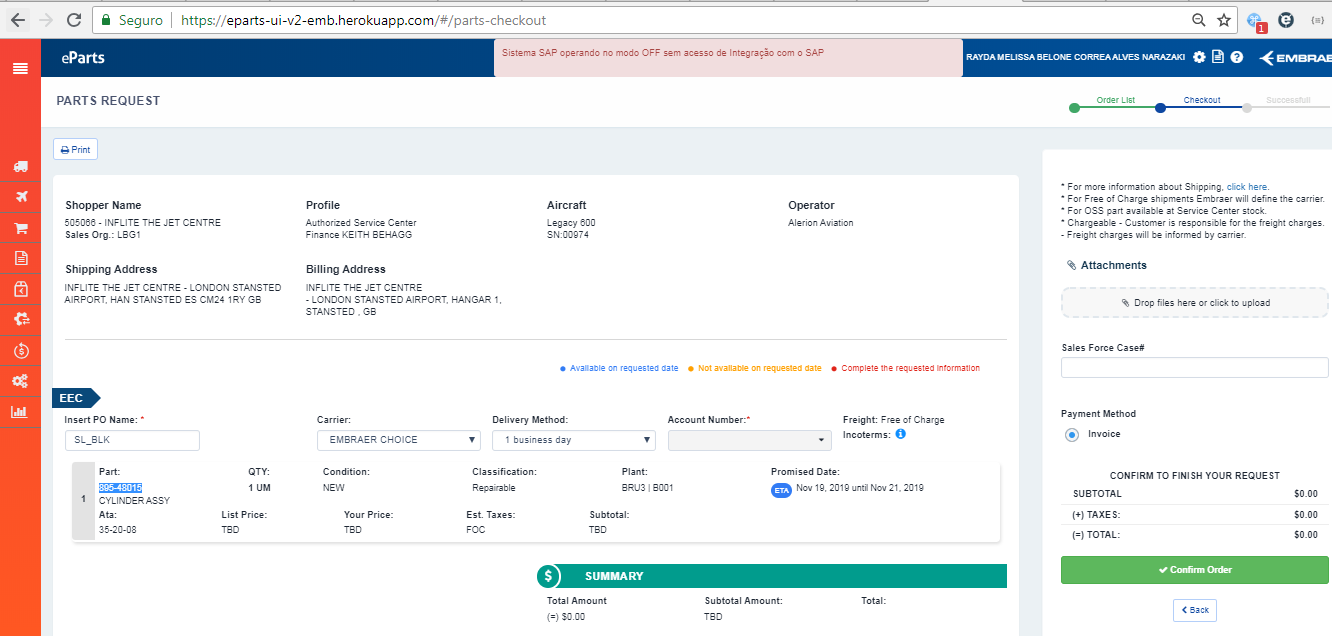 Seguro
https://eparts-ui-v2-emb.herokuapp.com/#/parts-checkout
1
eParts
Sistema SAP operando no modo OFF sem acesso de Integração com o SAP
RAYDA MELISSA BELONE CORREA ALVES NARAZAKI
EMBRAE
PARTS REQUEST
Order List
Checkout
Successfull
Print
Shopper Name
505066 - INFLITE THE JET CENTRE
Sales Org.: LBG1
Profile
Authorized Service Center
Finance KEITH BEHAGG
Aircraft
Legacy 600
SN:00974
Operator
Alerion Aviation
Shipping Address
INFLITE THE JET CENTRE - LONDON STANSTED
AIRPORT, HAN STANSTED ES CM24 1RY GB
Billing Address
INFLITE THE JET CENTRE
- LONDON STANSTED AIRPORT, HANGAR 1,
STANSTED , GB
Available on requested date
Not available on requested date
Complete the requested information
EEC
Insert PO Name: *
SL_BLK
Carrier:
EMBRAER CHOICE
Delivery Method:
1 business day
Account Number:*
Freight: Free of Charge
Incoterms:
1
Part:
895-48015
CYLINDER ASSY
QTY:
1 UM
Condition:
NEW
Classification:
Repairable
Plant:
BRU3 | B001
Promised Date:
ETA Nov 19, 2019 until Nov 21, 2019
Ata:
35-20-08
List Price:
TBD
Your Price:
TBD
Est. Taxes:
FOC
Subtotal:
TBD
$ SUMMARY
Total Amount
(=) $0.00
Subtotal Amount:
TBD
Total:
* For more information about Shipping, click here.
* For Free of Charge shipments Embraer will define the carrier.
* For OSS part available at Service Center stock.
* Chargeable - Customer is responsible for the freight charges.
- Freight charges will be informed by carrier.
Attachments
Drop files here or click to upload
Sales Force Case#
Payment Method
Invoice
CONFIRM TO FINISH YOUR REQUEST
SUBTOTAL $0.00
(+) TAXES: $0.00
(=) TOTAL: $0.00
Confirm Order
Back